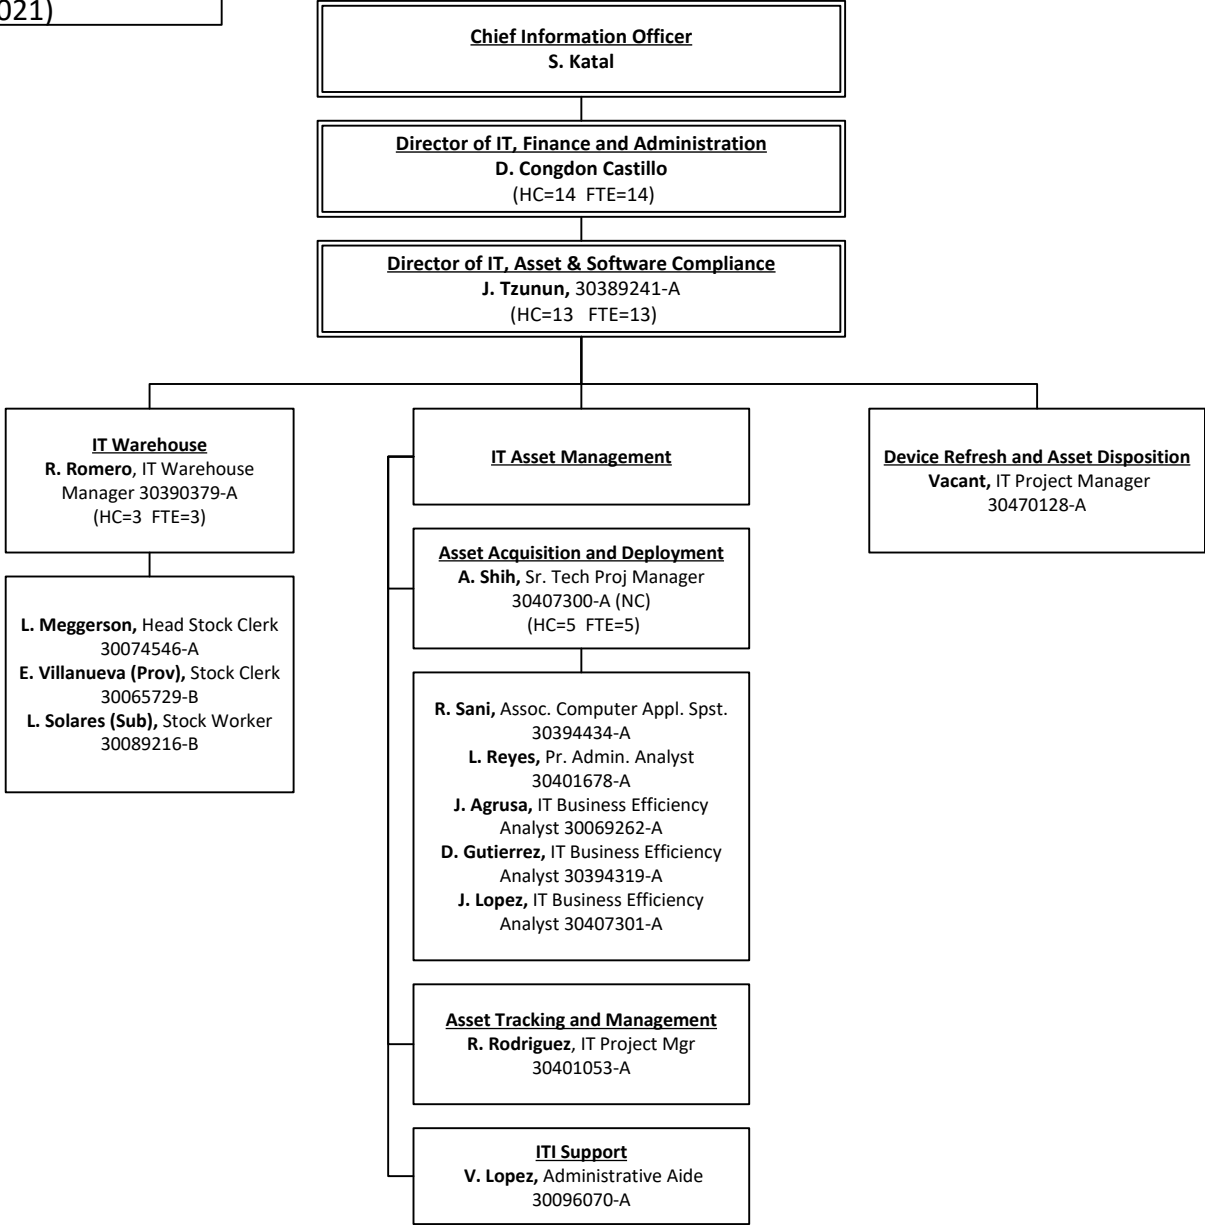 021)
Chief Information Officer
S. Katal
Director of IT, Finance and Administration
D. Congdon Castillo
(HC=14 FTE=14)
Director of IT, Asset & Software Compliance
J. Tzunun, 30389241-A
(HC=13 FTE=13)
IT Warehouse
R. Romero, IT Warehouse
Manager 30390379-A
(HC=3 FTE=3)
L. Meggerson, Head Stock Clerk
30074546-A
E. Villanueva (Prov), Stock Clerk
30065729-B
L. Solares (Sub), Stock Worker
30089216-B
IT Asset Management
Asset Acquisition and Deployment
A. Shih, Sr. Tech Proj Manager
30407300-A (NC)
(HC=5 FTE=5)
R. Sani, Assoc. Computer Appl. Spst.
30394434-A
L. Reyes, Pr. Admin. Analyst
30401678-A
J. Agrusa, IT Business Efficiency
Analyst 30069262-A
D. Gutierrez, IT Business Efficiency
Analyst 30394319-A
J. Lopez, IT Business Efficiency
Analyst 30407301-A
Asset Tracking and Management
R. Rodriguez, IT Project Mgr
30401053-A
ITI Support
V. Lopez, Administrative Aide
30096070-A
Device Refresh and Asset Disposition
Vacant, IT Project Manager
30470128-A